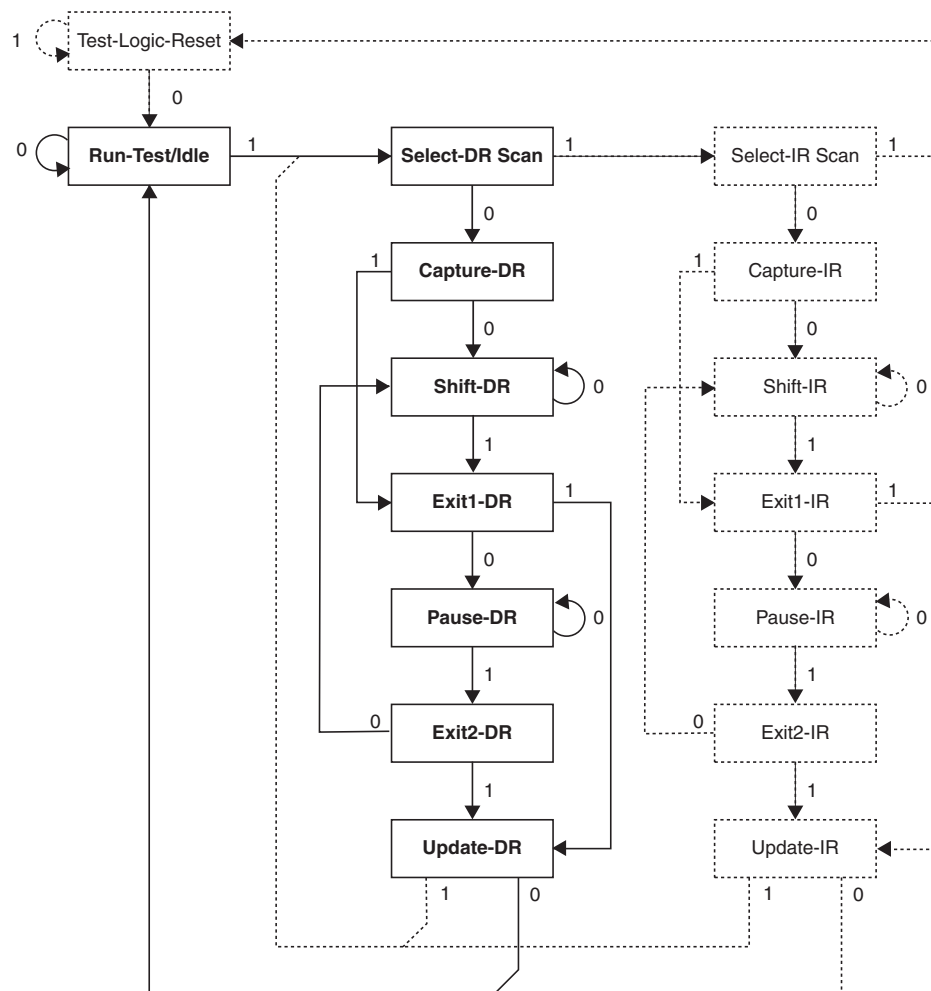 1 Test-Logic-Reset
0
0 Run-Test/Idle 1 Select-DR Scan 1 Select-IR Scan 1
0 0
1 Capture-DR 1 Capture-IR
0 0
Shift-DR 0 Shift-IR 0
1 1
Exit1-DR 1 Exit1-IR 1
0 0
Pause-DR 0 Pause-IR 0
1 1
0 Exit2-DR 0 Exit2-IR
1 1
Update-DR Update-IR
1 0 1 0